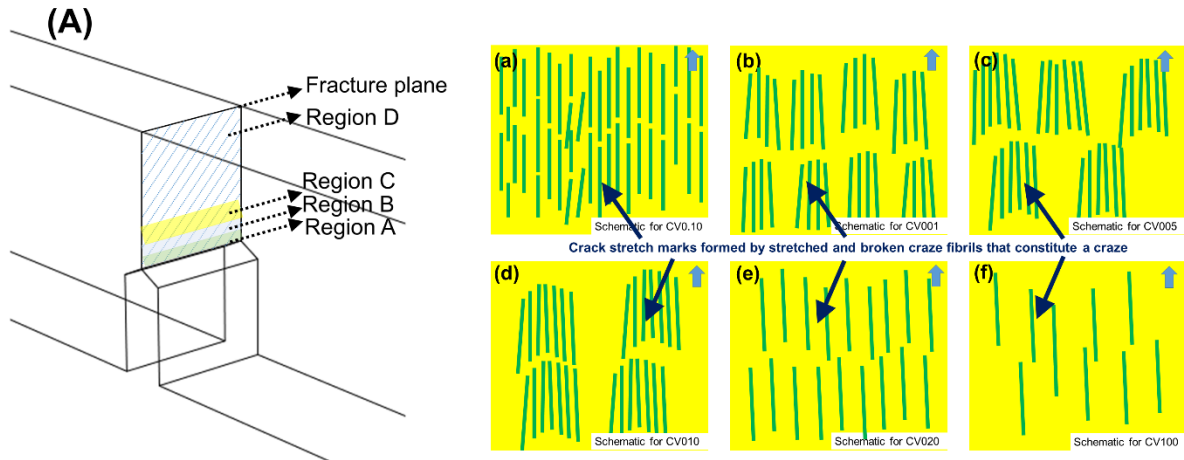 (A)
Fracture plane
Region D
Region C
Region B
Region A
(a)
Schematic for CV0.10
(b)
Schematic for CV001
(c)
Schematic for CV005
Crack stretch marks formed by stretched and broken craze fibrils that constitute a craze
(d)
Schematic for CV010
(e)
Schematic for CV020
(f)
Schematic for CV100